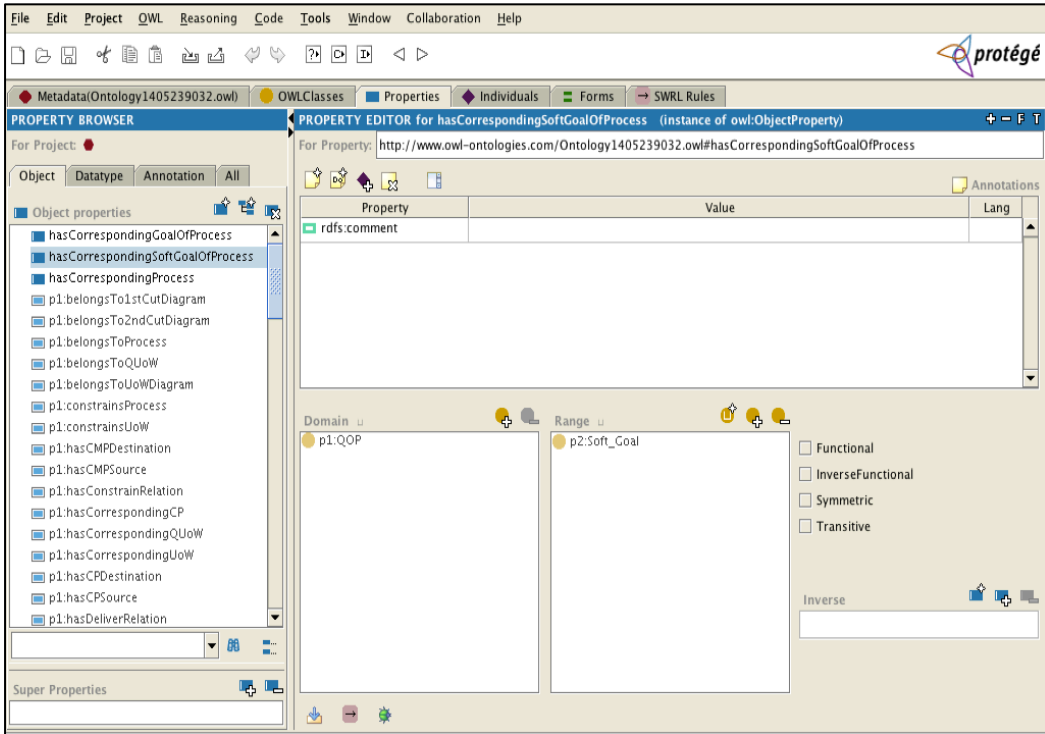 File Edit Project OWL Reasoning Code Tools Window Collaboration Help
protégé
Metadata(Ontology1405239032.owl) OWLClasses Properties Individuals Forms SWRL Rules
PROPERTY BROWSER
For Project:
Object Datatype Annotation All
Object properties
hasCorrespondingGoalOfProcess
hasCorrespondingSoftGoalOfProcess
hasCorrespondingProcess
p1:belongsTo1stCutDiagram
p1:belongsTo2ndCutDiagram
p1:belongsToProcess
p1:belongsToQUoW
p1:belongsToUoWDiagram
p1:constrainsProcess
p1:constrainsUoW
p1:hasCMPDestination
p1:hasCMPSource
p1:hasConstrainRelation
p1:hasCorrespondingCP
p1:hasCorrespondingQUoW
p1:hasCorrespondingUoW
p1:hasCPDestination
p1:hasCPSource
p1:hasDeliverRelation
Super Properties
PROPERTY EDITOR for hasCorrespondingSoftGoalOfProcess (instance of owl:ObjectProperty)
F T
For Property: http://www.owl-ontologies.com/Ontology1405239032.owl#hasCorrespondingSoftGoalOfProcess
Annotations
Property Value Lang
rdfs:comment
Domain
p1:QOP
Range
p2:Soft_Goal
Functional
InverseFunctional
Symmetric
Transitive
Inverse